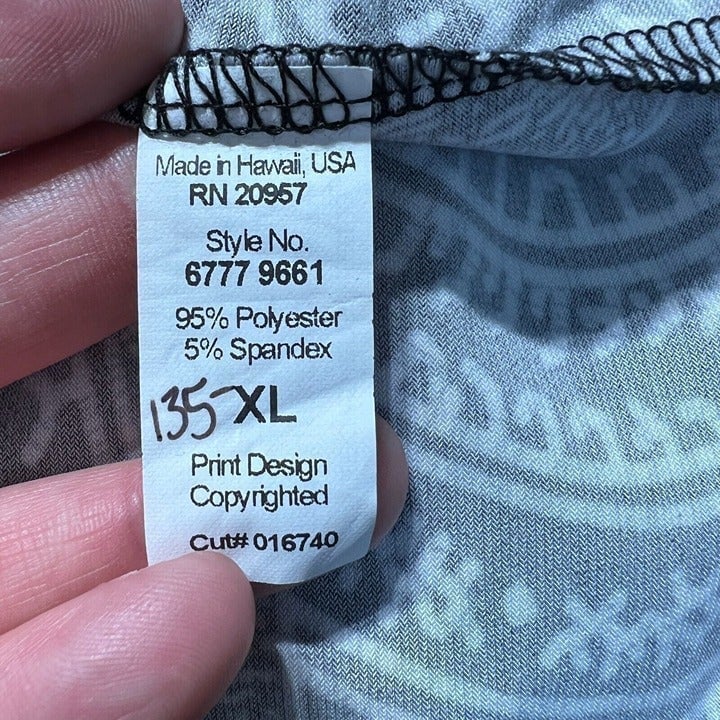 Made in Hawaii, USA
RN 20957
Style No.
6777 9661
95% Polyester
5% Spandex
135 XL
Print Design
Copyrighted
Cut# 016740